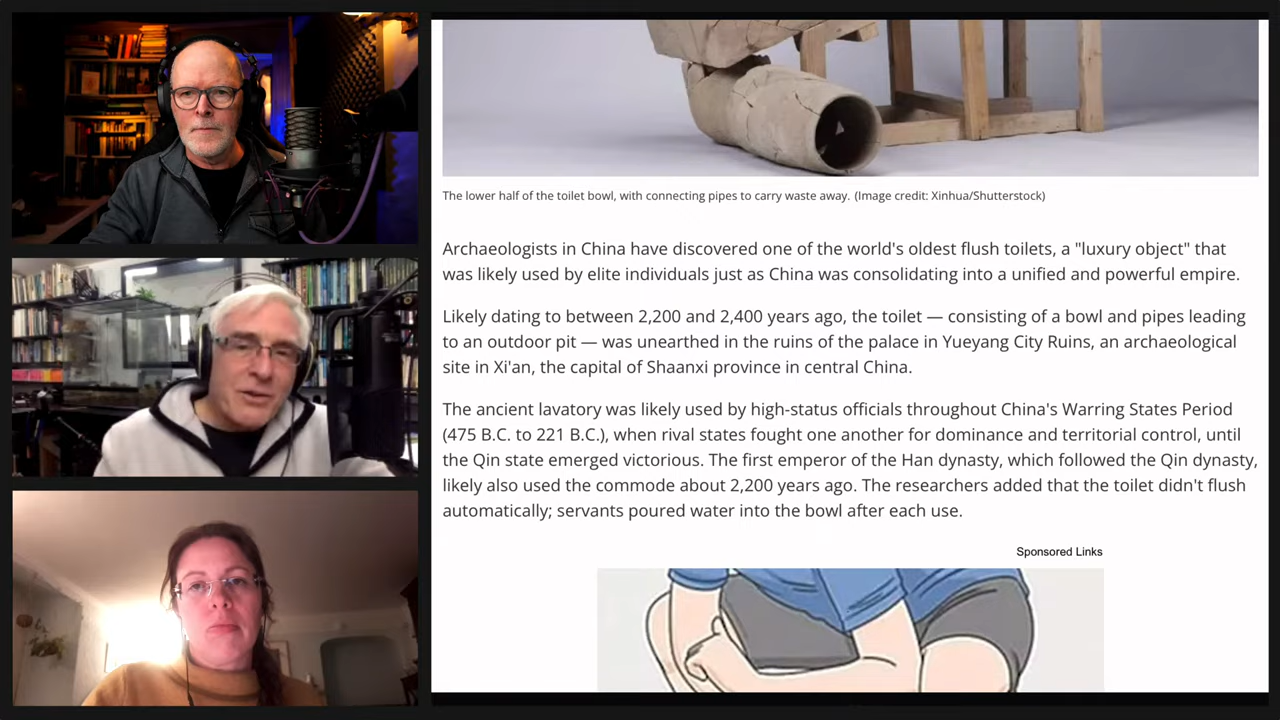 The lower half of the toilet bowl, with connecting pipes to carry waste away. (Image credit: Xinhua/Shutterstock)
Archaeologists in China have discovered one of the world's oldest flush toilets, a "luxury object" that
was likely used by elite individuals just as China was consolidating into a unified and powerful empire.
Likely dating to between 2,200 and 2,400 years ago, the toilet — consisting of a bowl and pipes leading
to an outdoor pit — was unearthed in the ruins of the palace in Yueyang City Ruins, an archaeological
site in Xi'an, the capital of Shaanxi province in central China.
The ancient lavatory was likely used by high-status officials throughout China's Warring States Period
(475 B.C. to 221 B.C.), when rival states fought one another for dominance and territorial control, until
the Qin state emerged victorious. The first emperor of the Han dynasty, which followed the Qin dynasty,
likely also used the commode about 2,200 years ago. The researchers added that the toilet didn't flush
automatically; servants poured water into the bowl after each use.
Sponsored Links